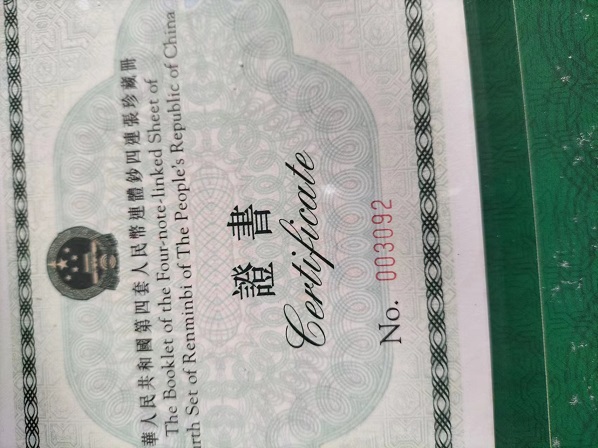 華人民共和國第四套人民幣連體鈔四連張珍藏冊
The Booklet of the Four-note-linked Sheet of
rth Set of Renminbi of The People's Republic of China
證書
Certificate
No. 003092